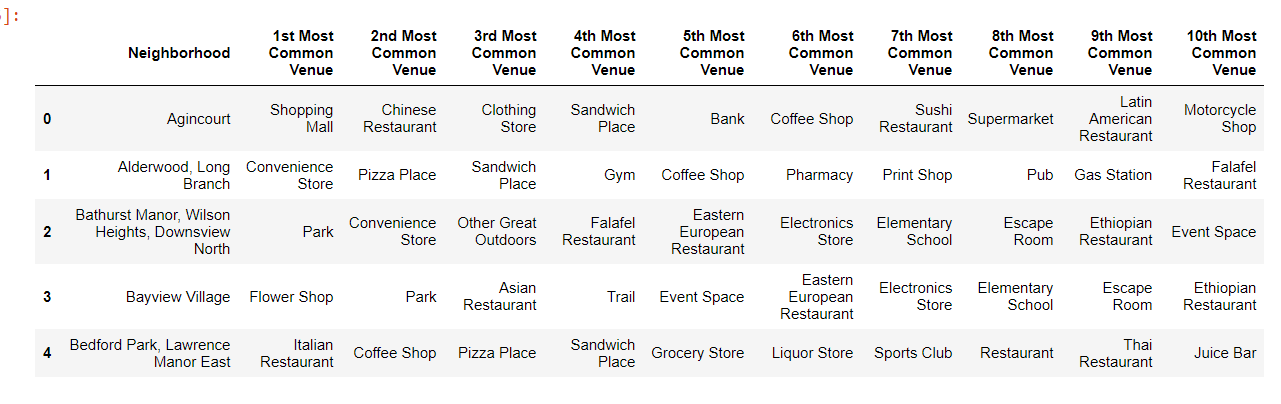 ]:
Neighborhood 1st Most Common Venue 2nd Most Common Venue 3rd Most Common Venue 4th Most Common Venue 5th Most Common Venue 6th Most Common Venue 7th Most Common Venue 8th Most Common Venue 9th Most Common Venue 10th Most Common Venue
0 Agincourt Shopping Mall Chinese Restaurant Clothing Store Sandwich Place Bank Coffee Shop Sushi Restaurant Supermarket Latin American Restaurant Motorcycle Shop
1 Alderwood, Long Branch Convenience Store Pizza Place Sandwich Place Gym Coffee Shop Pharmacy Print Shop Pub Gas Station Falafel Restaurant
2 Bathurst Manor, Wilson Heights, Downsview North Park Convenience Store Other Great Outdoors Falafel Restaurant Eastern European Restaurant Electronics Store Elementary School Escape Room Ethiopian Restaurant Event Space
3 Bayview Village Flower Shop Park Asian Restaurant Trail Event Space Eastern European Restaurant Electronics Store Elementary School Escape Room Ethiopian Restaurant
4 Bedford Park, Lawrence Manor East Italian Restaurant Coffee Shop Pizza Place Sandwich Place Grocery Store Liquor Store Sports Club Restaurant Thai Restaurant Juice Bar